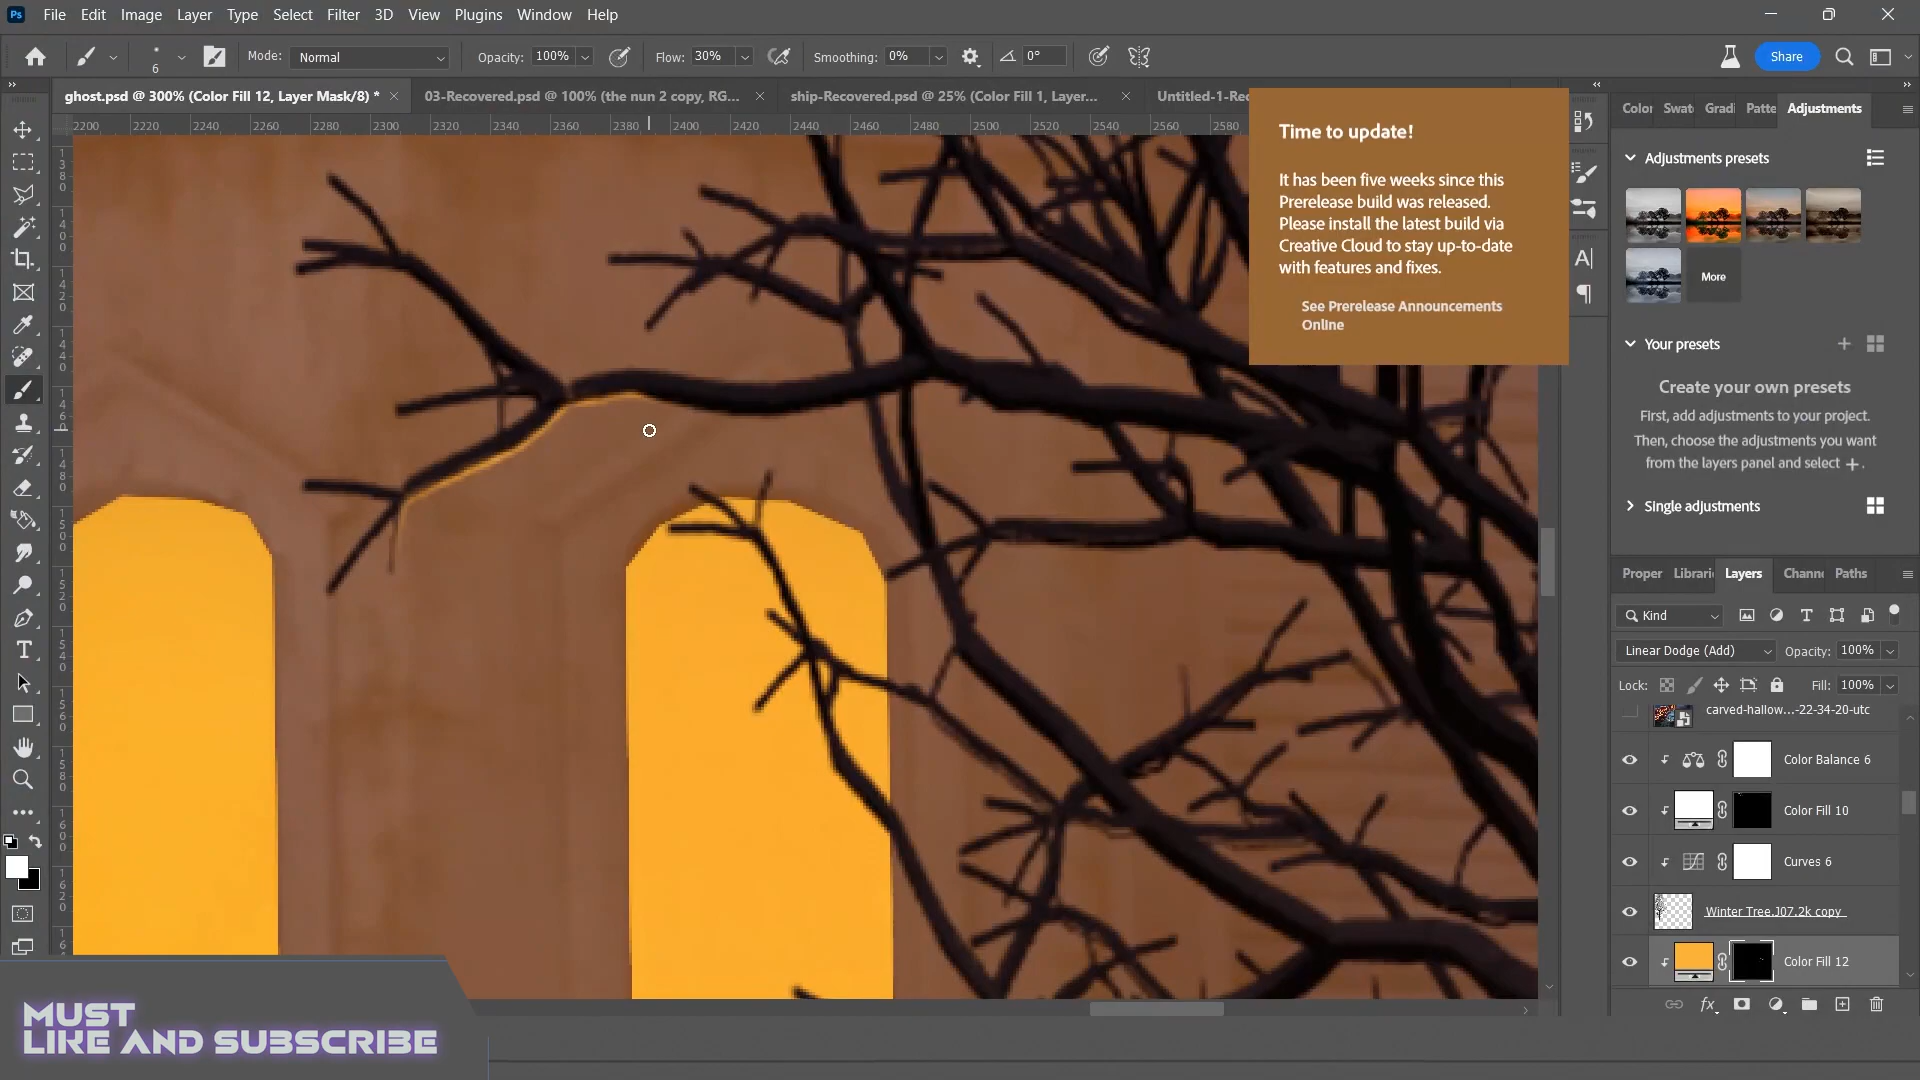 Ps File Edit Image Layer Type Select Filter 3D View Plugins Window Help
6 Mode: Normal Opacity: 100% Flow: 30% Smoothing: 0% 0° Share
ghost.psd @ 300% (Color Fill 12, Layer Mask/8) * 03-Recovered.psd @ 100% (the nun 2 copy, RG... ship-Recovered.psd @ 25% (Color Fill 1, Layer... Untitled-1-Rec
Color Swat Gradi Patte Adjustments
2200 2220 2240 2260 2280 2300 2320 2340 2360 2380 2400 2420 2440 2460 2480 2500 2520 2540 2560 2580
Time to update!
It has been five weeks since this
Prerelease build was released.
Please install the latest build via
Creative Cloud to stay up-to-date
with features and fixes.
See Prerelease Announcements
Online
Adjustments presets
More
Your presets
Create your own presets
First, add adjustments to your project.
Then, choose the adjustments you want
from the layers panel and select + .
Single adjustments
Proper Librari Layers Chann Paths
Kind
Linear Dodge (Add) Opacity: 100%
Lock: Fill: 100%
carved-hallow...-22-34-20-utc
Color Balance 6
Color Fill 10
Curves 6
Winter Tree.J07.2k copy
Color Fill 12
fx
MUST
LIKE AND SUBSCRIBE